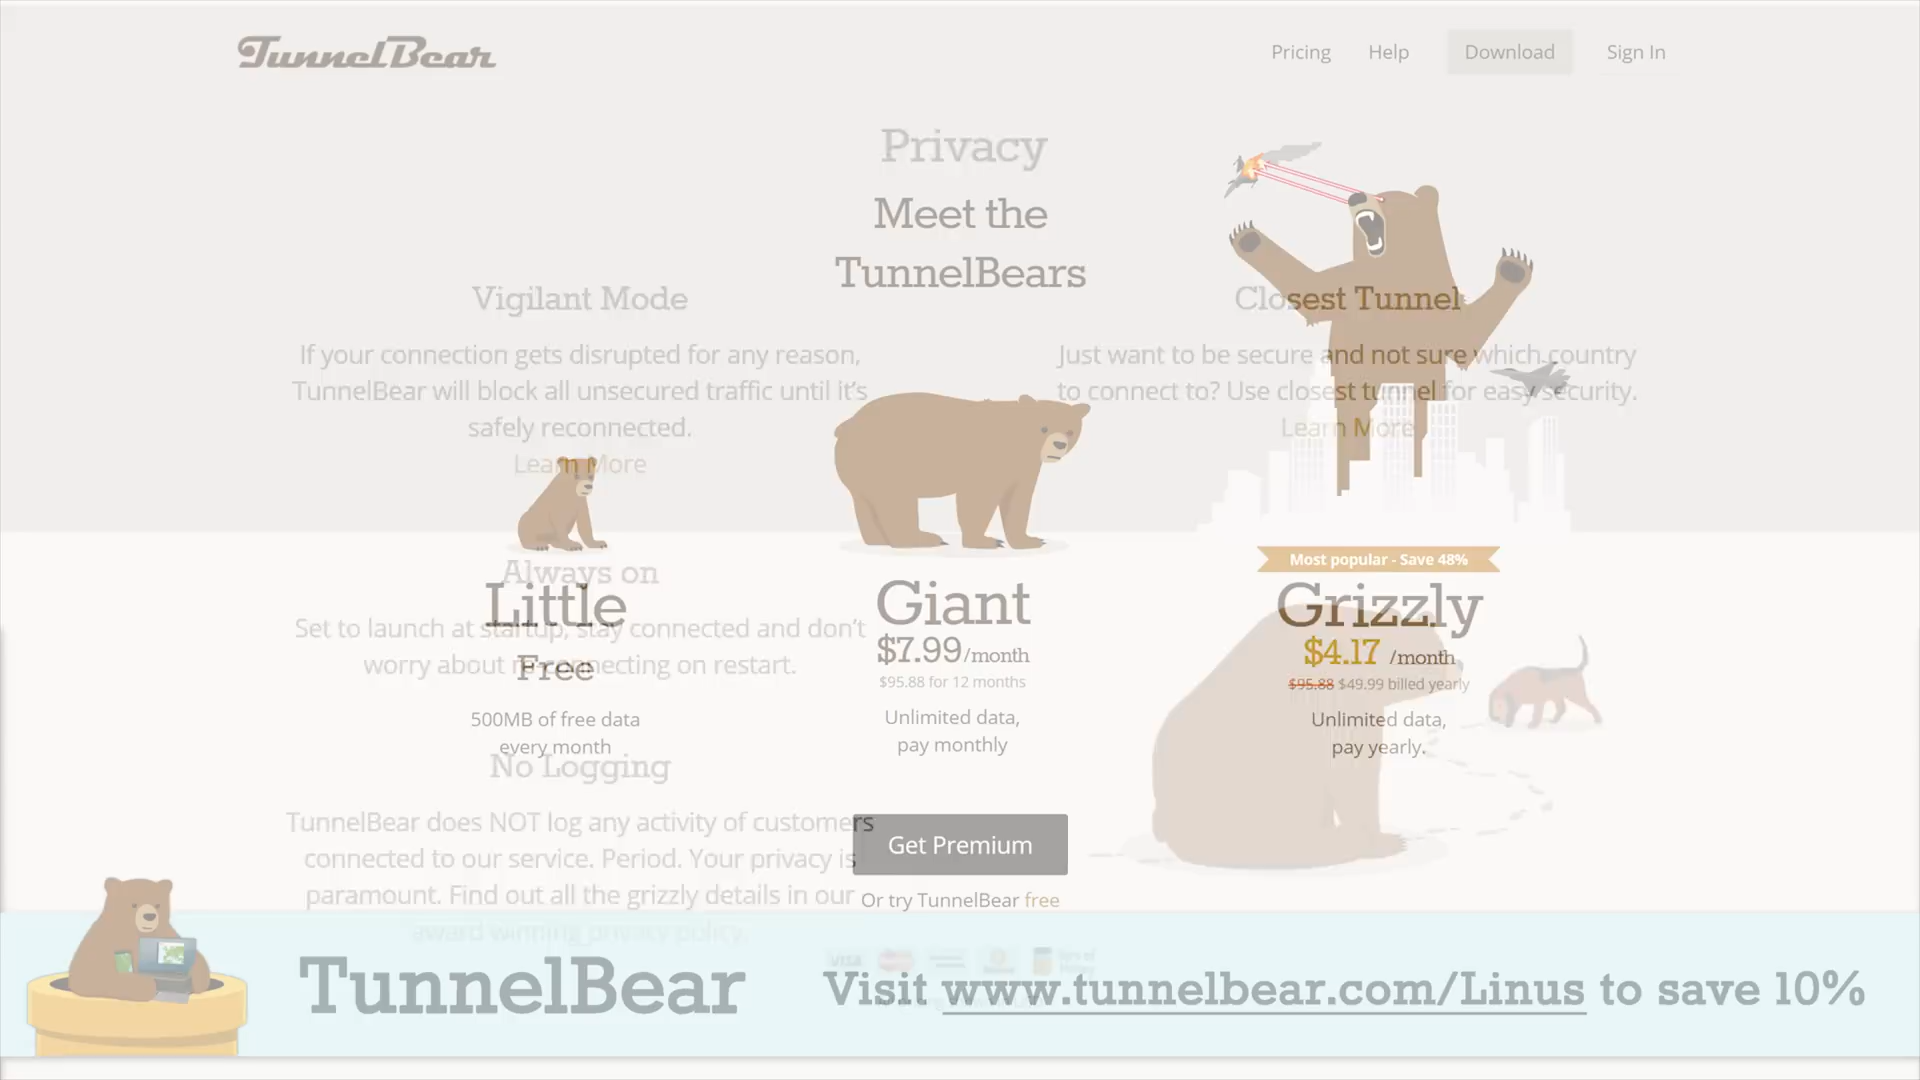 TunnelBear
Pricing Help Download Sign In
Privacy
Meet the
TunnelBears
Vigilant Mode
If your connection gets disrupted for any reason,
TunnelBear will block all unsecured traffic until it's
safely reconnected.
Learn More
Closest Tunnel
Just want to be secure and not sure which country
to connect to? Use closest tunnel for easy security.
Learn More
Always on
Set to launch at startup, stay connected and don't
worry about re-connecting on restart.
No Logging
TunnelBear does NOT log any activity of customers
connected to our service. Period. Your privacy is
paramount. Find out all the grizzly details in our
award winning privacy policy.
Little
Free
500MB of free data
every month
Giant
$7.99/month
$95.88 for 12 months
Unlimited data,
pay monthly
Most popular - Save 48%
Grizzly
$4.17 /month
$95.88 $49.99 billed yearly
Unlimited data,
pay yearly.
Get Premium
Or try TunnelBear free
VISA
TunnelBear
Visit www.tunnelbear.com/Linus to save 10%